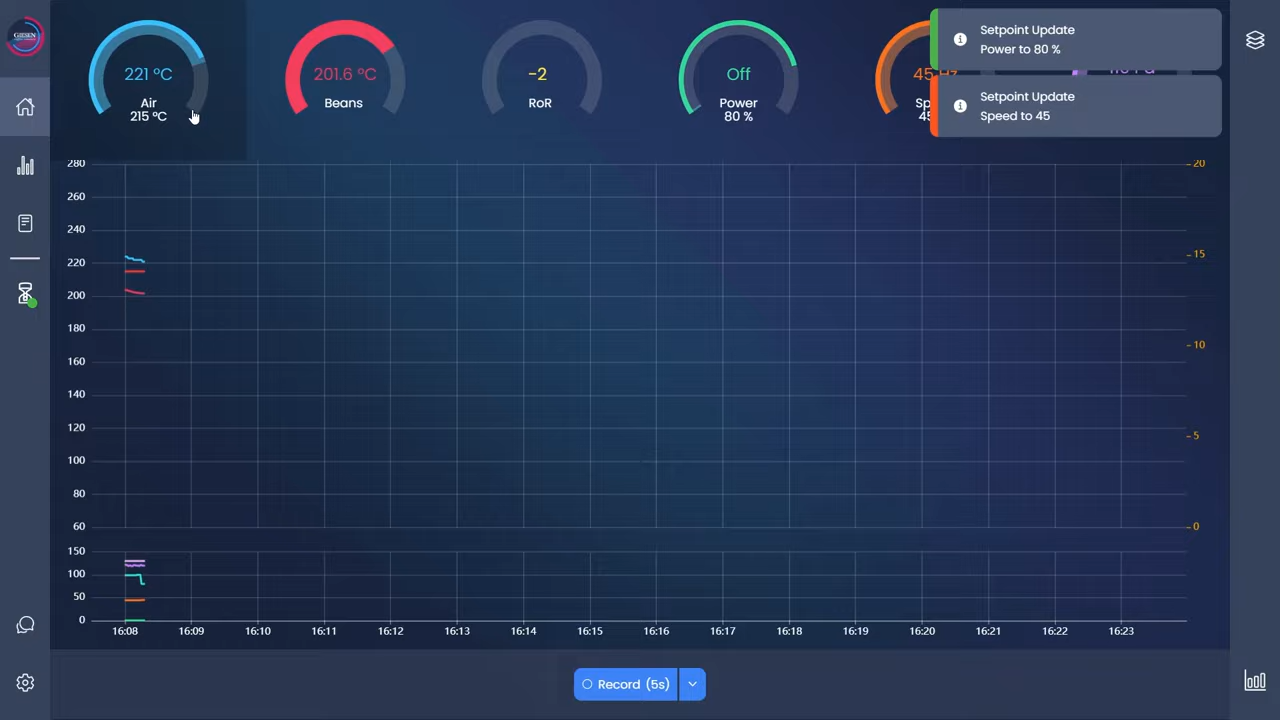 GIESEN
221 °C
Air
215 °C
201.6 °C
Beans
-2
RoR
Off
Power
80 %
45 Hz
Setpoint Update
Power to 80 %
Setpoint Update
Speed to 45
280
260
240
220
200
180
160
140
120
100
80
60
20
15
10
5
0
150
100
50
0
16:08
16:09
16:10
16:11
16:12
16:13
16:14
16:15
16:16
16:17
16:18
16:19
16:20
16:21
16:22
16:23
Record (5s)